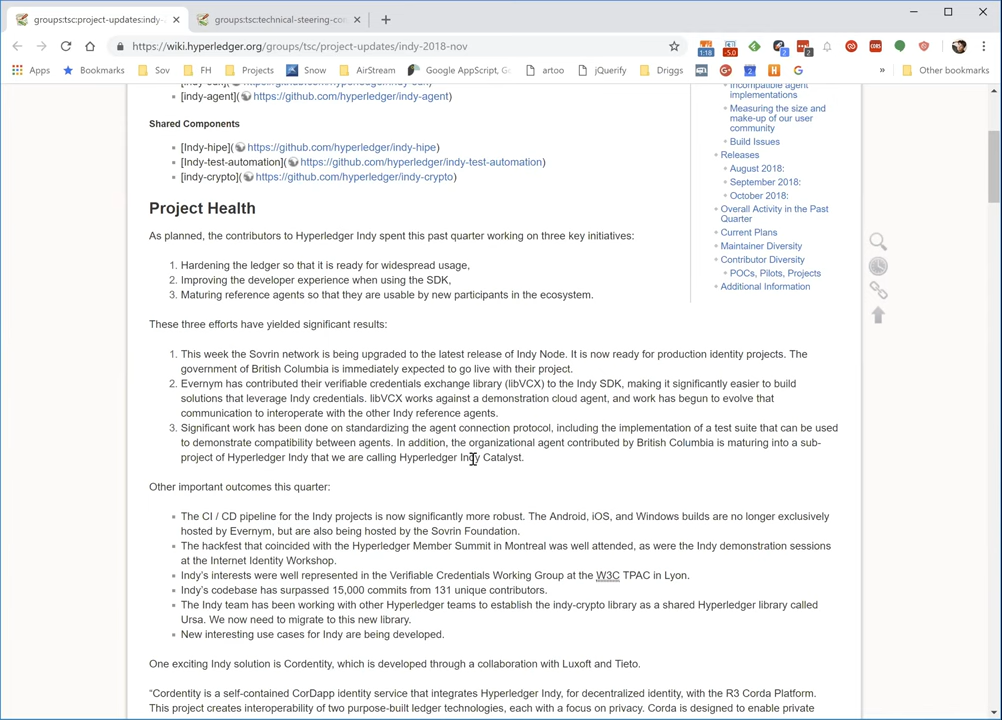 groups:tsc:project-updates:indy-
groups:tsc:technical-steering-con
https://wiki.hyperledger.org/groups/tsc/project-updates/indy-2018-nov
1:18
-5.0
2
2
Apps
Bookmarks
Sov
FH
Projects
Snow
AirStream
Google AppScript, G
artoo
jQuerify
Driggs
2
»
Other bookmarks
[indy-agent](https://github.com/hyperledger/indy-agent)
Shared Components
[Indy-hipe](https://github.com/hyperledger/indy-hipe)
[Indy-test-automation](https://github.com/hyperledger/indy-test-automation)
[indy-crypto](https://github.com/hyperledger/indy-crypto)
Project Health
As planned, the contributors to Hyperledger Indy spent this past quarter working on three key initiatives:
1. Hardening the ledger so that it is ready for widespread usage,
2. Improving the developer experience when using the SDK,
3. Maturing reference agents so that they are usable by new participants in the ecosystem.
These three efforts have yielded significant results:
1. This week the Sovrin network is being upgraded to the latest release of Indy Node. It is now ready for production identity projects. The
government of British Columbia is immediately expected to go live with their project.
2. Evernym has contributed their verifiable credentials exchange library (libVCX) to the Indy SDK, making it significantly easier to build
solutions that leverage Indy credentials. libVCX works against a demonstration cloud agent, and work has begun to evolve that
communication to interoperate with the other Indy reference agents.
3. Significant work has been done on standardizing the agent connection protocol, including the implementation of a test suite that can be used
to demonstrate compatibility between agents. In addition, the organizational agent contributed by British Columbia is maturing into a sub-
project of Hyperledger Indy that we are calling Hyperledger Indy Catalyst.
Other important outcomes this quarter:
The CI / CD pipeline for the Indy projects is now significantly more robust. The Android, iOS, and Windows builds are no longer exclusively
hosted by Evernym, but are also being hosted by the Sovrin Foundation.
The hackfest that coincided with the Hyperledger Member Summit in Montreal was well attended, as were the Indy demonstration sessions
at the Internet Identity Workshop.
Indy's interests were well represented in the Verifiable Credentials Working Group at the W3C TPAC in Lyon.
Indy's codebase has surpassed 15,000 commits from 131 unique contributors.
The Indy team has been working with other Hyperledger teams to establish the indy-crypto library as a shared Hyperledger library called
Ursa. We now need to migrate to this new library.
New interesting use cases for Indy are being developed.
One exciting Indy solution is Cordentity, which is developed through a collaboration with Luxoft and Tieto.
"Cordentity is a self-contained CorDapp identity service that integrates Hyperledger Indy, for decentralized identity, with the R3 Corda Platform.
This project creates interoperability of two purpose-built ledger technologies, each with a focus on privacy. Corda is designed to enable private
Incompatible agent
implementations
Measuring the size and
make-up of our user
community
Build Issues
Releases
August 2018:
September 2018:
October 2018:
Overall Activity in the Past
Quarter
Current Plans
Maintainer Diversity
Contributor Diversity
POCs, Pilots, Projects
Additional Information